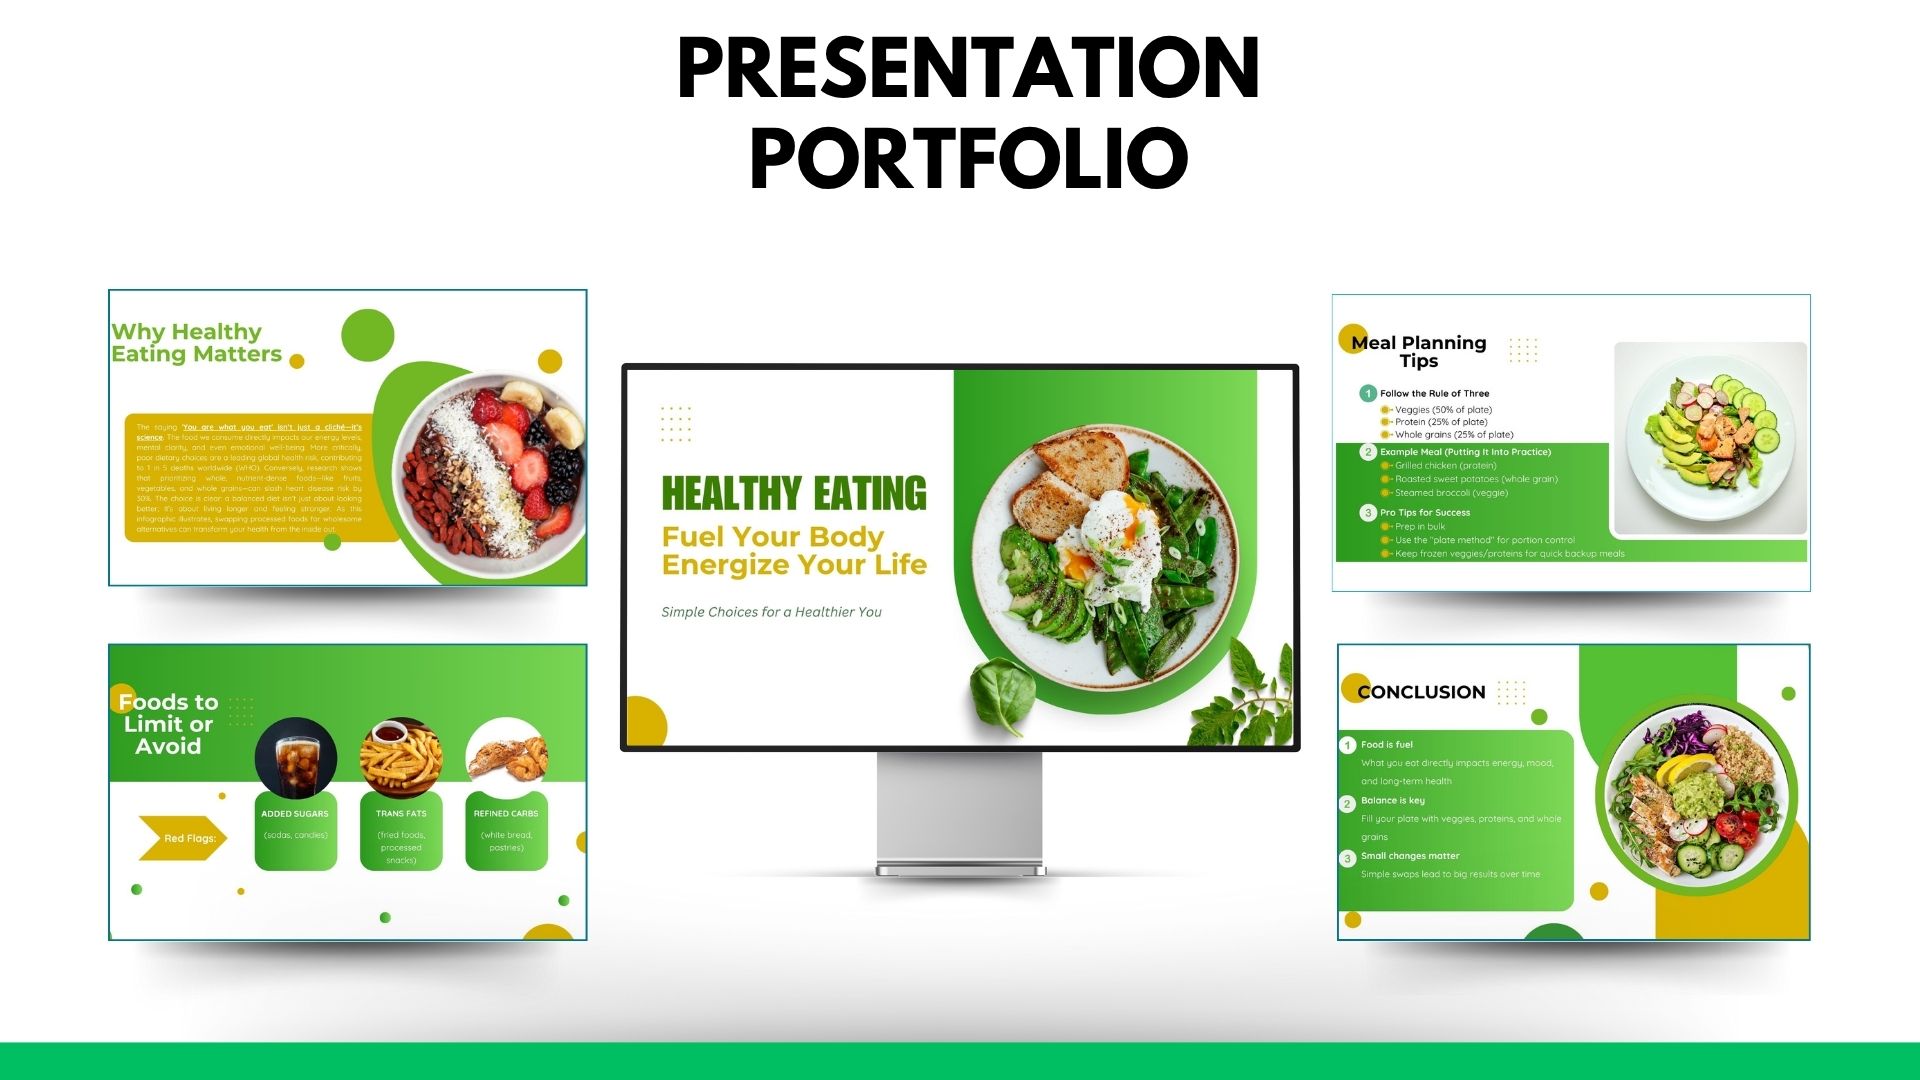 PRESENTATION
PORTFOLIO
Why Healthy
Eating Matters
The saying 'You are what you eat' isn't just a cliché—it's
science. The food we consume directly impacts our energy levels,
mental clarity, and even emotional well-being. More critically,
poor dietary choices are a leading global health risk, contributing
to 1 in 5 deaths worldwide (WHO). Conversely, research shows
that prioritizing whole, nutrient-dense foods—like fruits,
vegetables, and whole grains—can slash heart disease risk by
30%. The choice is clear: a balanced diet isn't just about looking
better; it's about living longer and feeling stronger. As this
infographic illustrates, swapping processed foods for wholesome
alternatives can transform your health from the inside out.
Foods to
Limit or
Avoid
Red Flags:
ADDED SUGARS
(sodas, candies)
TRANS FATS
(fried foods,
processed
snacks)
REFINED CARBS
(white bread,
pastries)
HEALTHY EATING
Fuel Your Body
Energize Your Life
Simple Choices for a Healthier You
Meal Planning
Tips
1 Follow the Rule of Three
Veggies (50% of plate)
Protein (25% of plate)
Whole grains (25% of plate)
2 Example Meal (Putting It Into Practice)
Grilled chicken (protein)
Roasted sweet potatoes (whole grain)
Steamed broccoli (veggie)
3 Pro Tips for Success
Prep in bulk
Use the "plate method" for portion control
Keep frozen veggies/proteins for quick backup meals
CONCLUSION
1 Food is fuel
What you eat directly impacts energy, mood,
and long-term health
2 Balance is key
Fill your plate with veggies, proteins, and whole
grains
3 Small changes matter
Simple swaps lead to big results over time